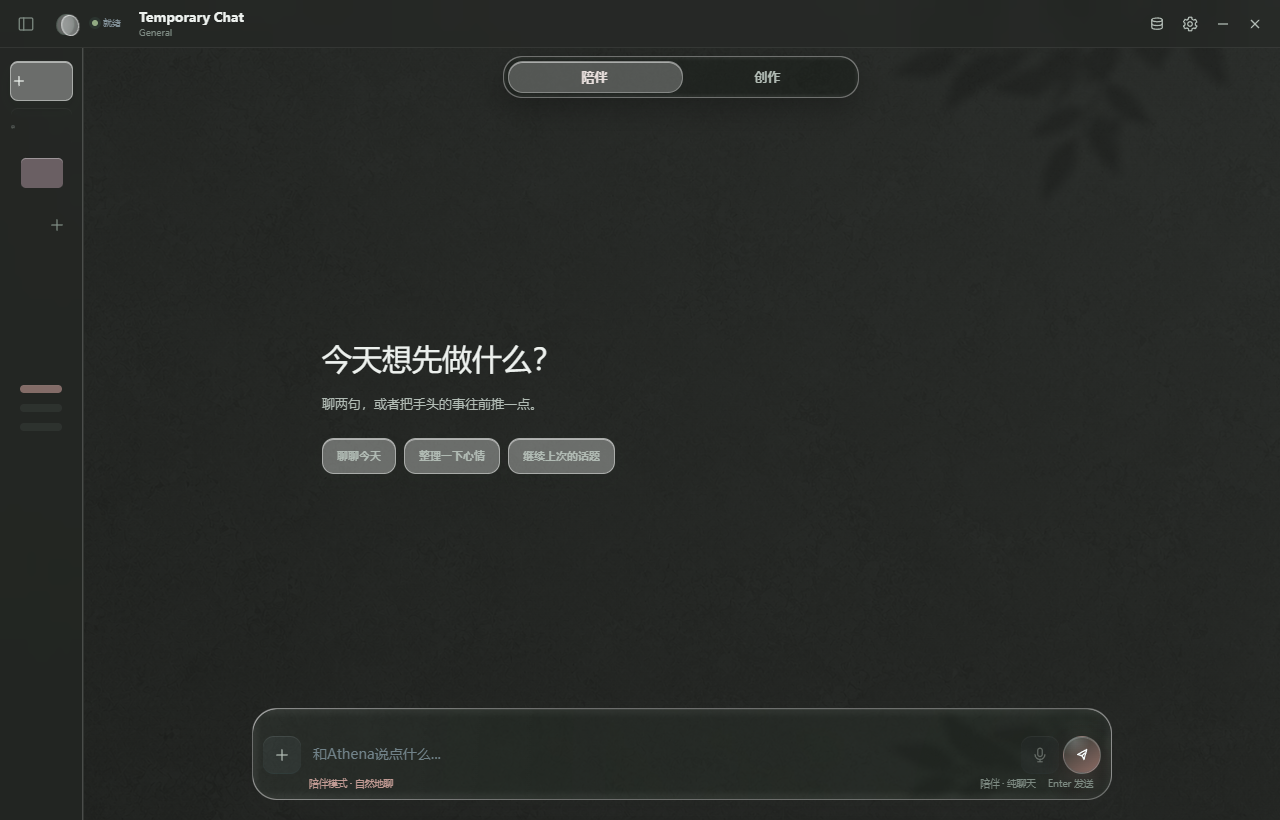 就绪
Temporary Chat
General
陪伴
创作
今天想先做什么？
聊两句，或者把手头的事往前推一点。
聊聊今天
整理一下心情
继续上次的话题
和Athena说点什么...
陪伴模式 · 自然地聊
陪伴 · 纯聊天
Enter 发送